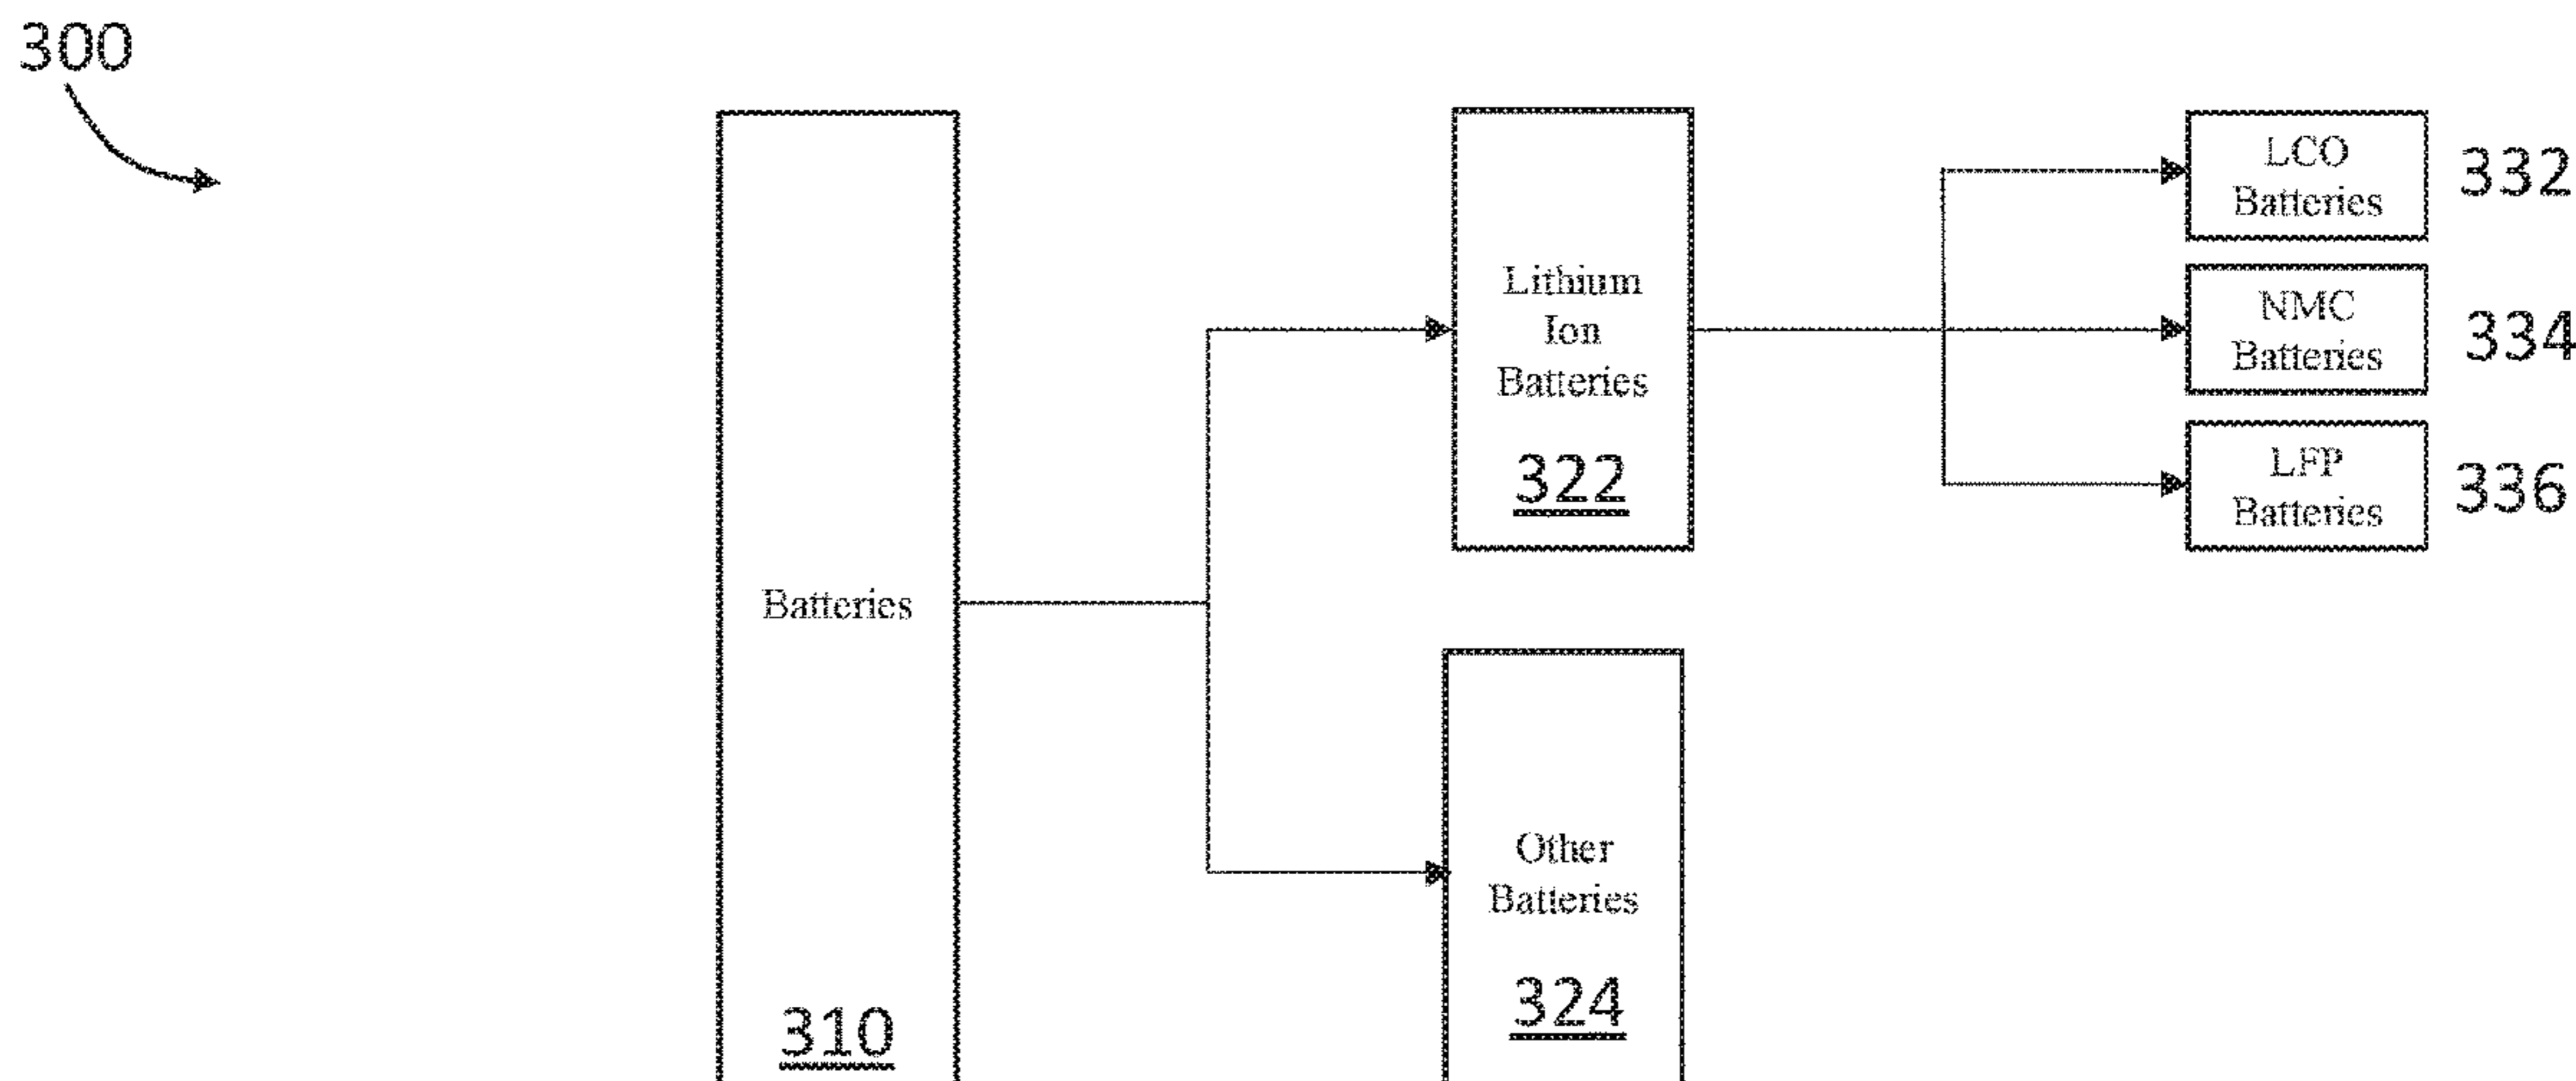 300
Batteries
310
Lithium
Ion
Batteries
322
Other
Batteries
324
LCO
Batteries
332
NMC
Batteries
334
LFP
Batteries
336